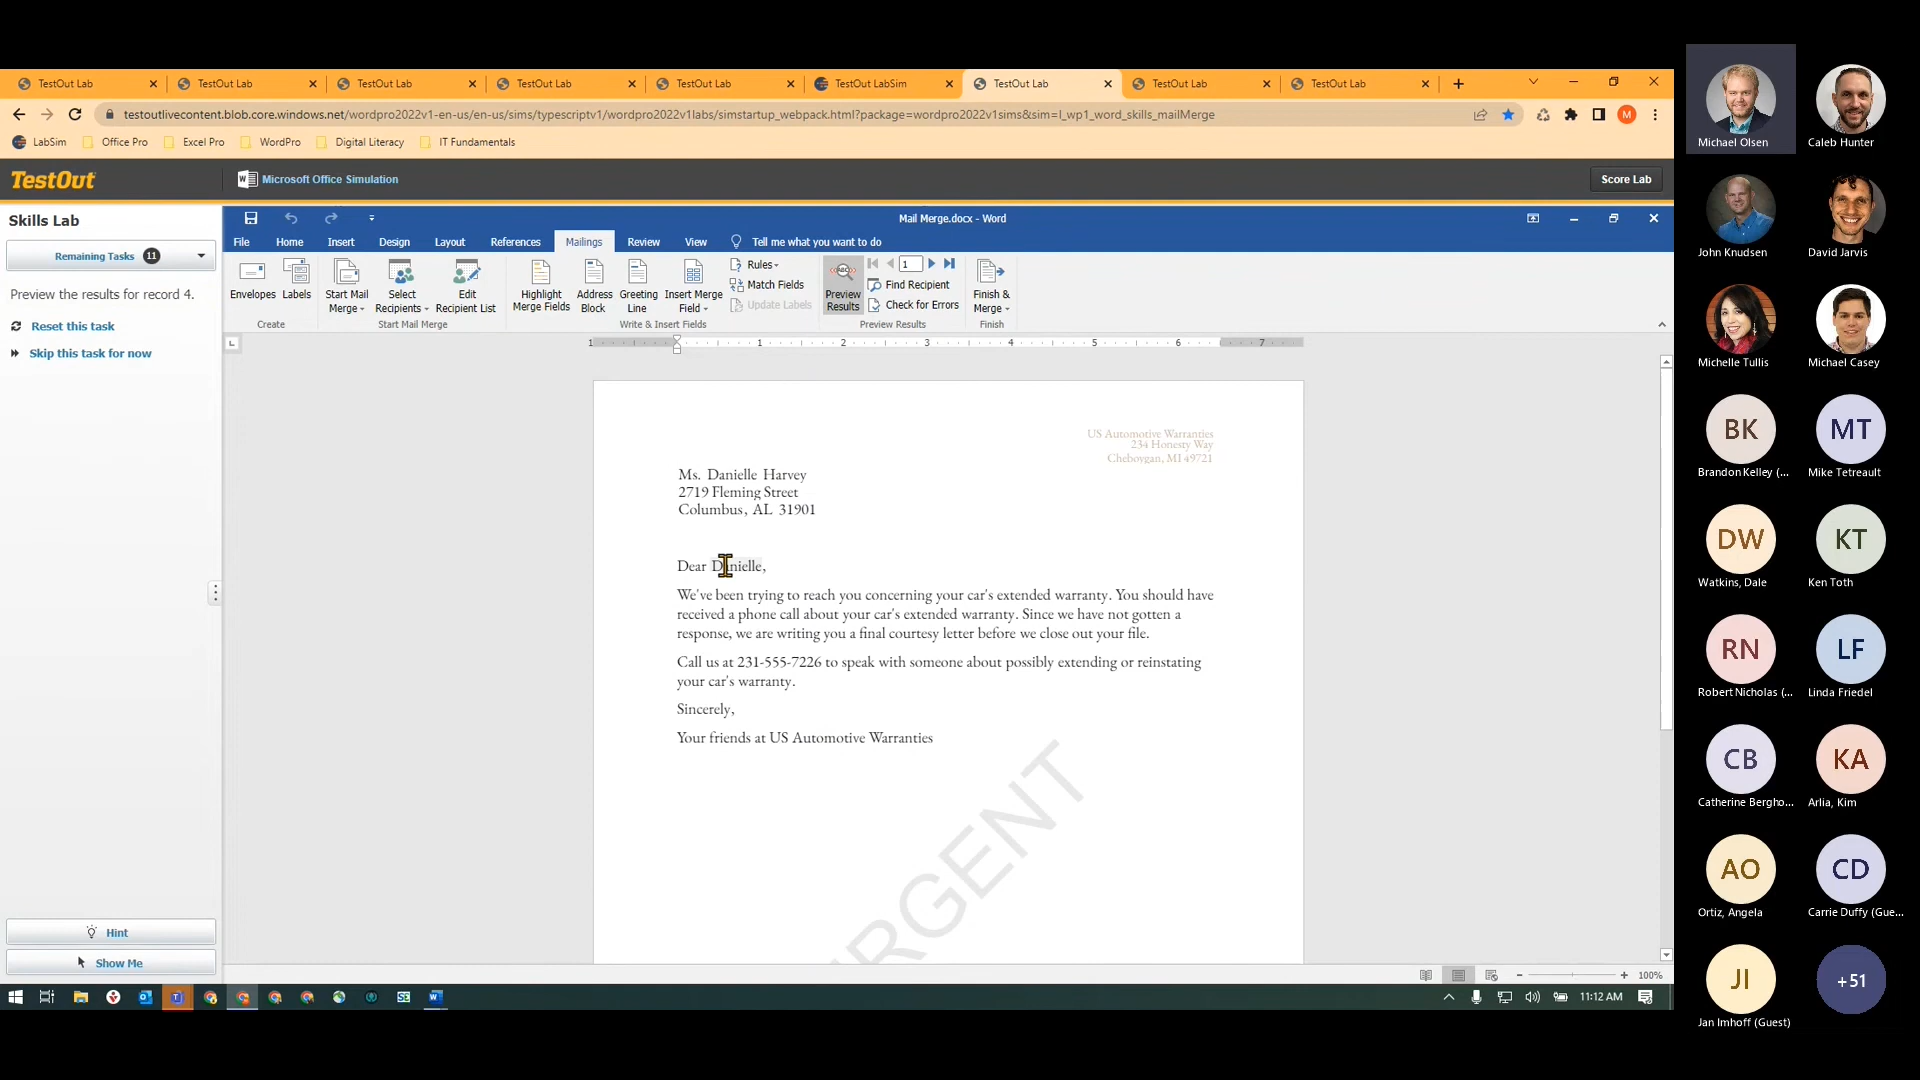 TestOut Lab
TestOut Lab
TestOut Lab
TestOut Lab
TestOut Lab
TestOut LabSim
TestOut Lab
TestOut Lab
TestOut Lab
testoutlivecontent.blob.core.windows.net/wordpro2022v1-en-us/en-us/sims/typescriptv1/wordpro2022v1labs/simstartup_webpack.html?package=wordpro2022v1sims&sim=l_wp1_word_skills_mailMerge
M
LabSim
Office Pro
Excel Pro
WordPro
Digital Literacy
IT Fundamentals
TestOut
Microsoft Office Simulation
Score Lab
Skills Lab
Remaining Tasks 11
Preview the results for record 4.
Reset this task
Skip this task for now
Hint
Show Me
Mail Merge.docx - Word
File
Home
Insert
Design
Layout
References
Mailings
Review
View
Tell me what you want to do
Envelopes
Labels
Create
Start Mail
Merge
Select
Recipients
Edit
Recipient List
Start Mail Merge
Highlight
Merge Fields
Address
Block
Greeting
Line
Insert Merge
Field
Rules
Match Fields
Update Labels
Write & Insert Fields
ABC
Preview
Results
1
Find Recipient
Check for Errors
Preview Results
Finish &
Merge
Finish
1 1 2 3 4 5 6 7
US Automotive Warranties
234 Honesty Way
Cheboygan, MI 49721
Ms. Danielle Harvey
2719 Fleming Street
Columbus, AL 31901
Dear Danielle,
We've been trying to reach you concerning your car's extended warranty. You should have
received a phone call about your car's extended warranty. Since we have not gotten a
response, we are writing you a final courtesy letter before we close out your file.
Call us at 231-555-7226 to speak with someone about possibly extending or reinstating
your car's warranty.
Sincerely,
Your friends at US Automotive Warranties
RGENT
100%
11:12 AM
Michael Olsen
Caleb Hunter
John Knudsen
David Jarvis
Michelle Tullis
Michael Casey
BK
Brandon Kelley (...
MT
Mike Tetreault
DW
Watkins, Dale
KT
Ken Toth
RN
Robert Nicholas (...
LF
Linda Friedel
CB
Catherine Bergho...
KA
Arlia, Kim
AO
Ortiz, Angela
CD
Carrie Duffy (Gue...
JI
Jan Imhoff (Guest)
+51